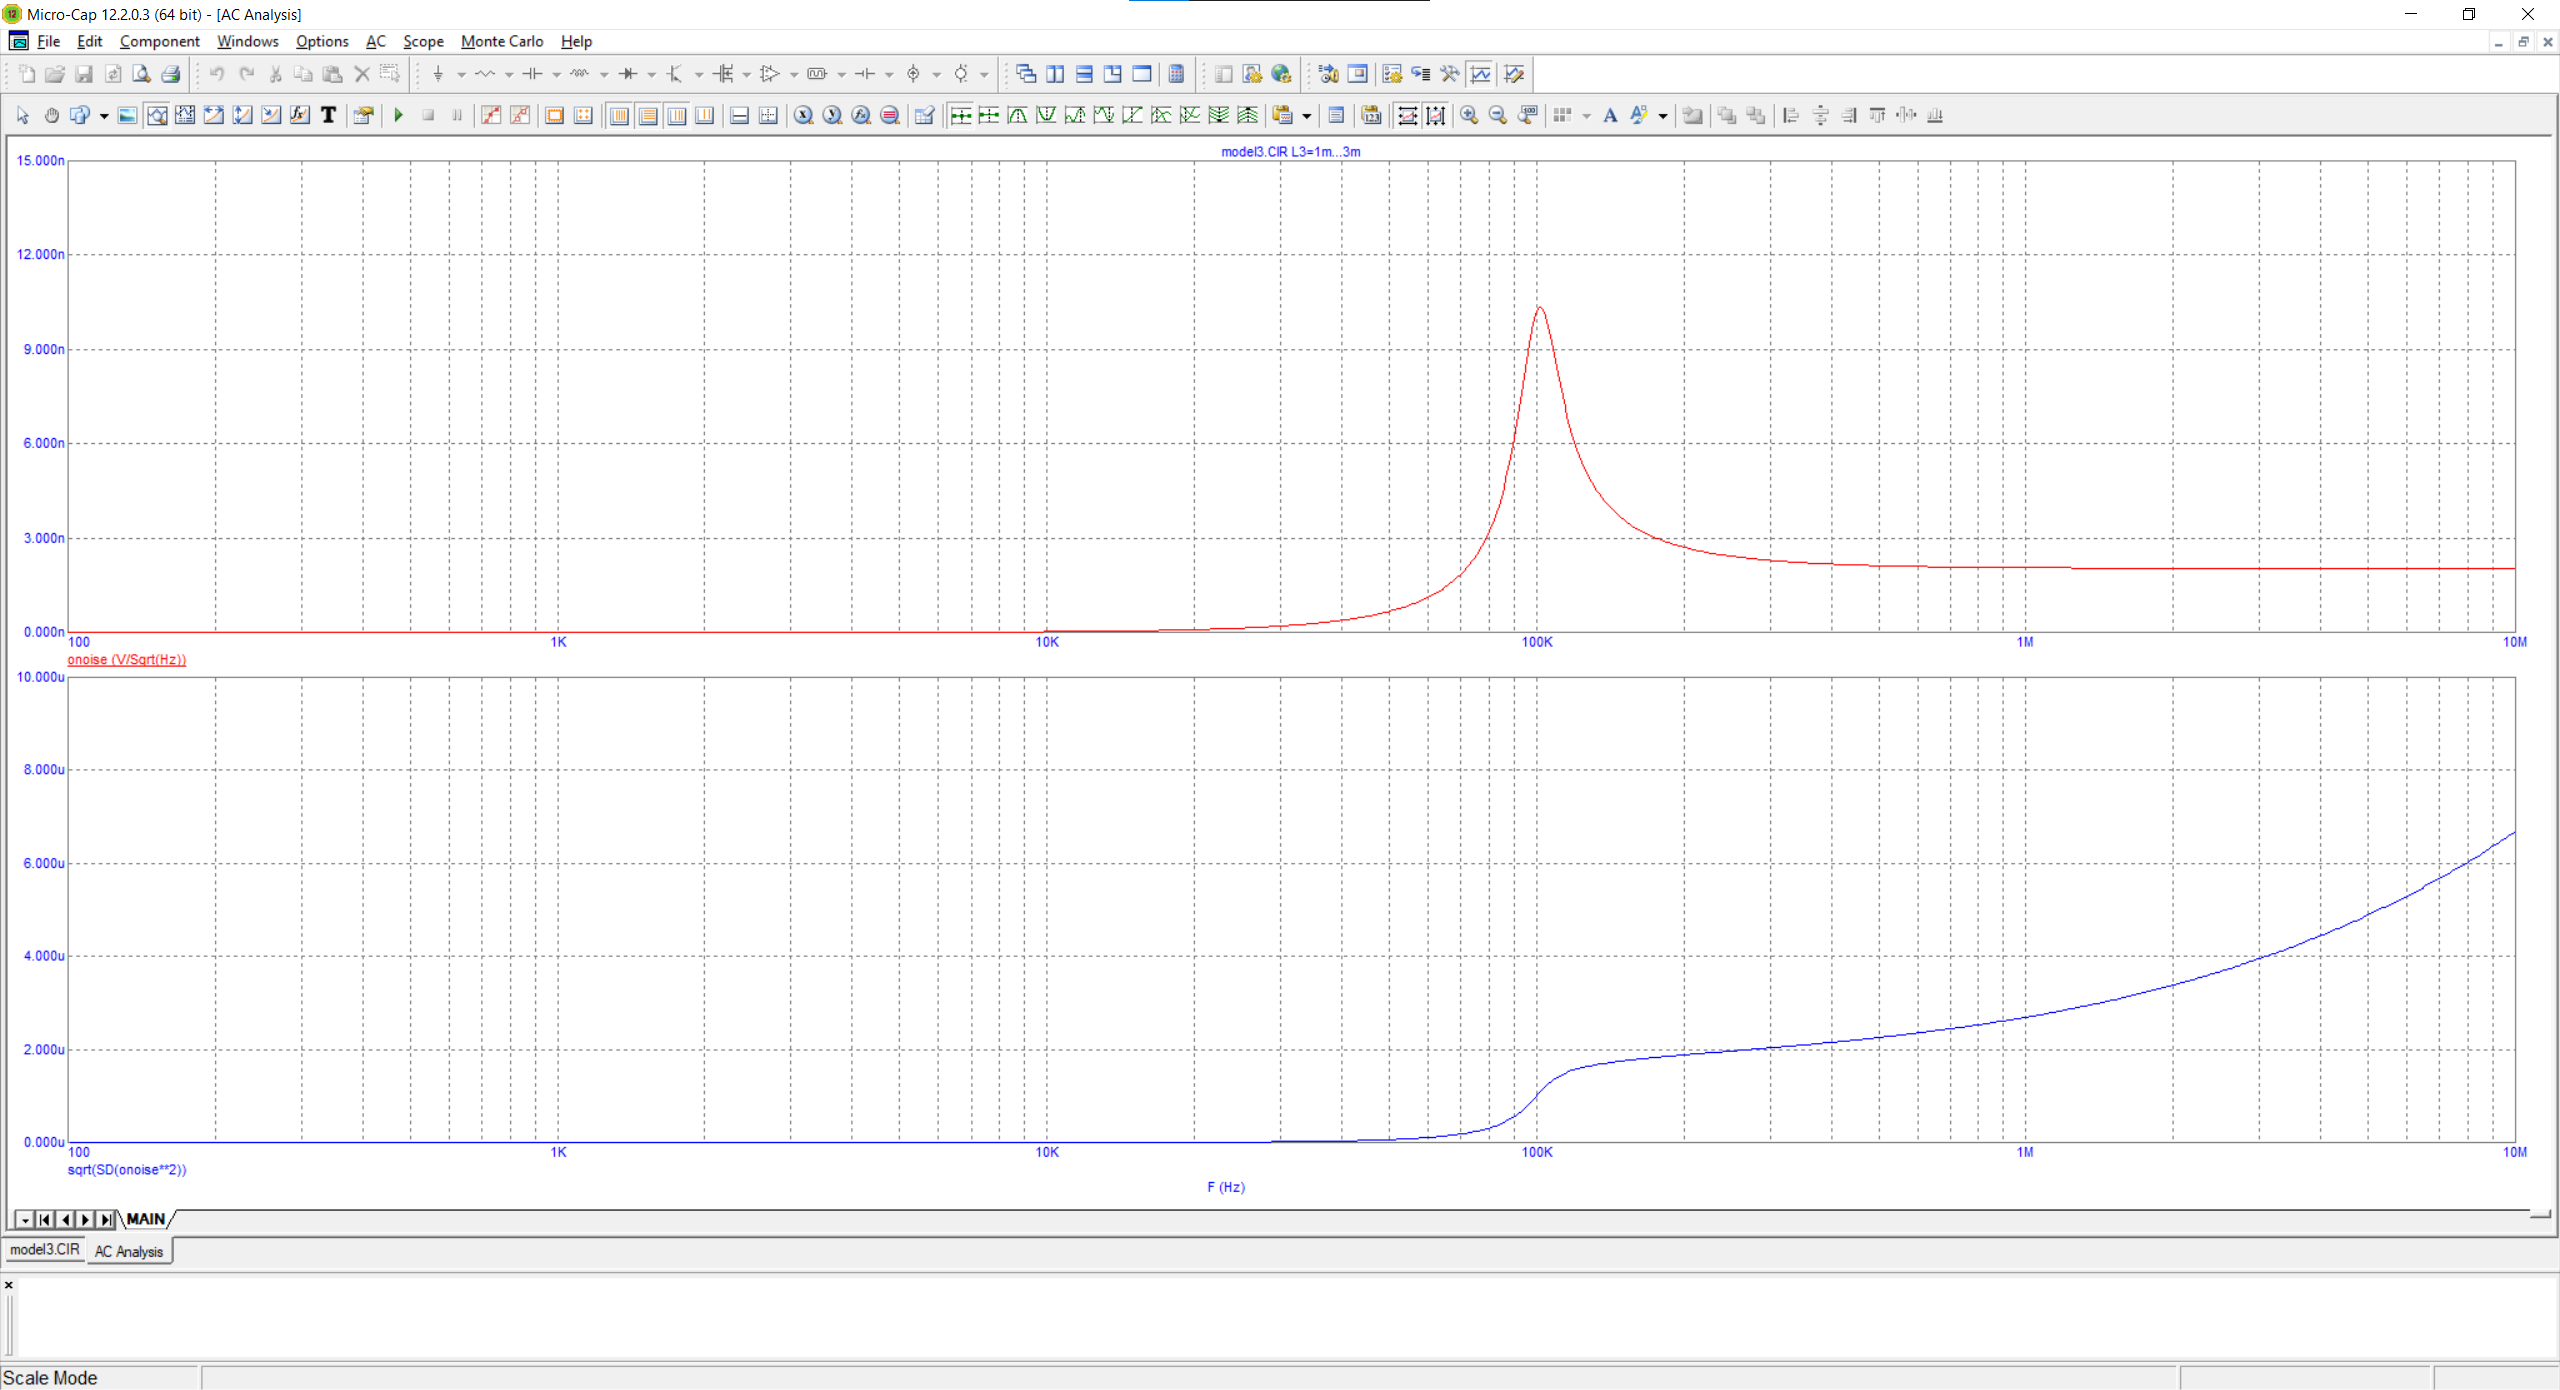 Micro-Cap 12.2.0.3 (64 bit) - [AC Analysis]
File Edit Component Windows Options AC Scope Monte Carlo Help
model3.CIR L3=1m...3m
15.000n
12.000n
9.000n
6.000n
3.000n
0.000n
100 1K 10K 100K 1M 10M
onoise (V/Sqrt(Hz))
10.000u
8.000u
6.000u
4.000u
2.000u
0.000u
100 1K 10K 100K 1M 10M
sqrt(SD(onoise**2))
F (Hz)
MAIN
model3.CIR AC Analysis
Scale Mode